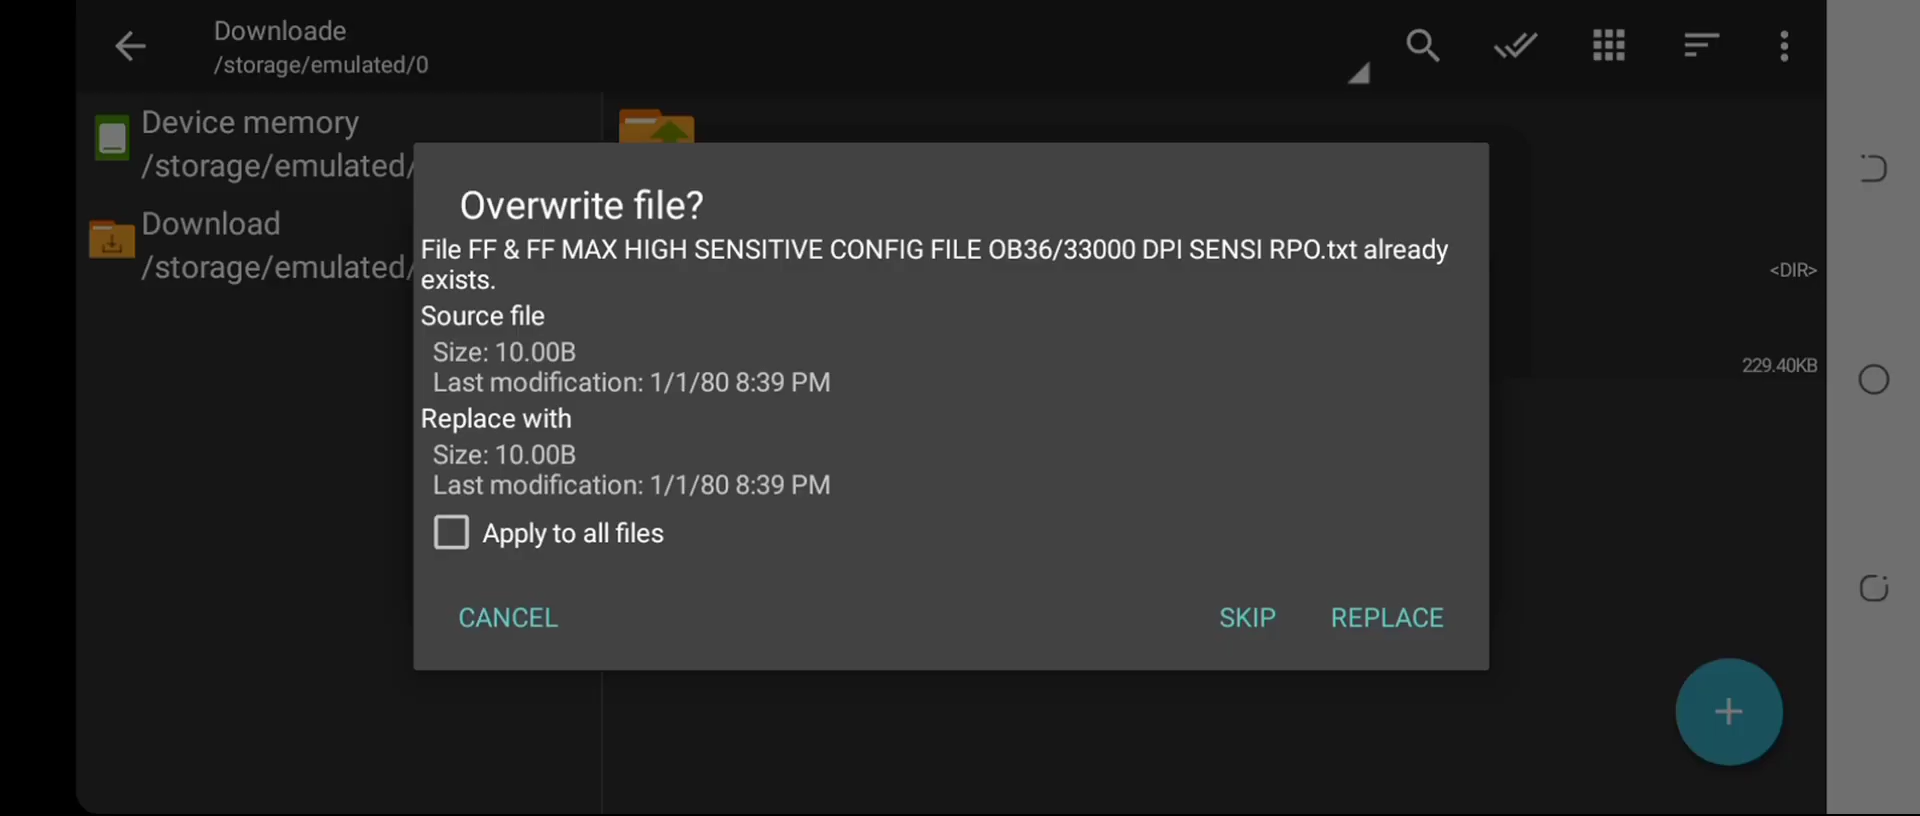 Downloade
/storage/emulated/0
Device memory
/storage/emulated/
Download
/storage/emulated/
Overwrite file?
File FF & FF MAX HIGH SENSITIVE CONFIG FILE OB36/33000 DPI SENSI RPO.txt already
exists.
Source file
Size: 10.00B
Last modification: 1/1/80 8:39 PM
Replace with
Size: 10.00B
Last modification: 1/1/80 8:39 PM
Apply to all files
CANCEL
SKIP
REPLACE
<DIR>
229.40KB